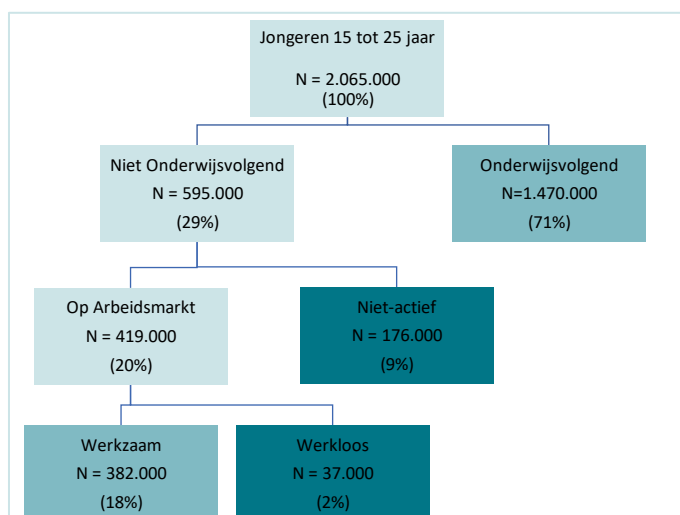 Jongeren 15 tot 25 jaar
N = 2.065.000
(100%)
Niet Onderwijsvolgend
N = 595.000
(29%)
Onderwijsvolgend
N=1.470.000
(71%)
Op Arbeidsmarkt
N = 419.000
(20%)
Niet-actief
N = 176.000
(9%)
Werkzaam
N = 382.000
(18%)
Werkloos
N = 37.000
(2%)